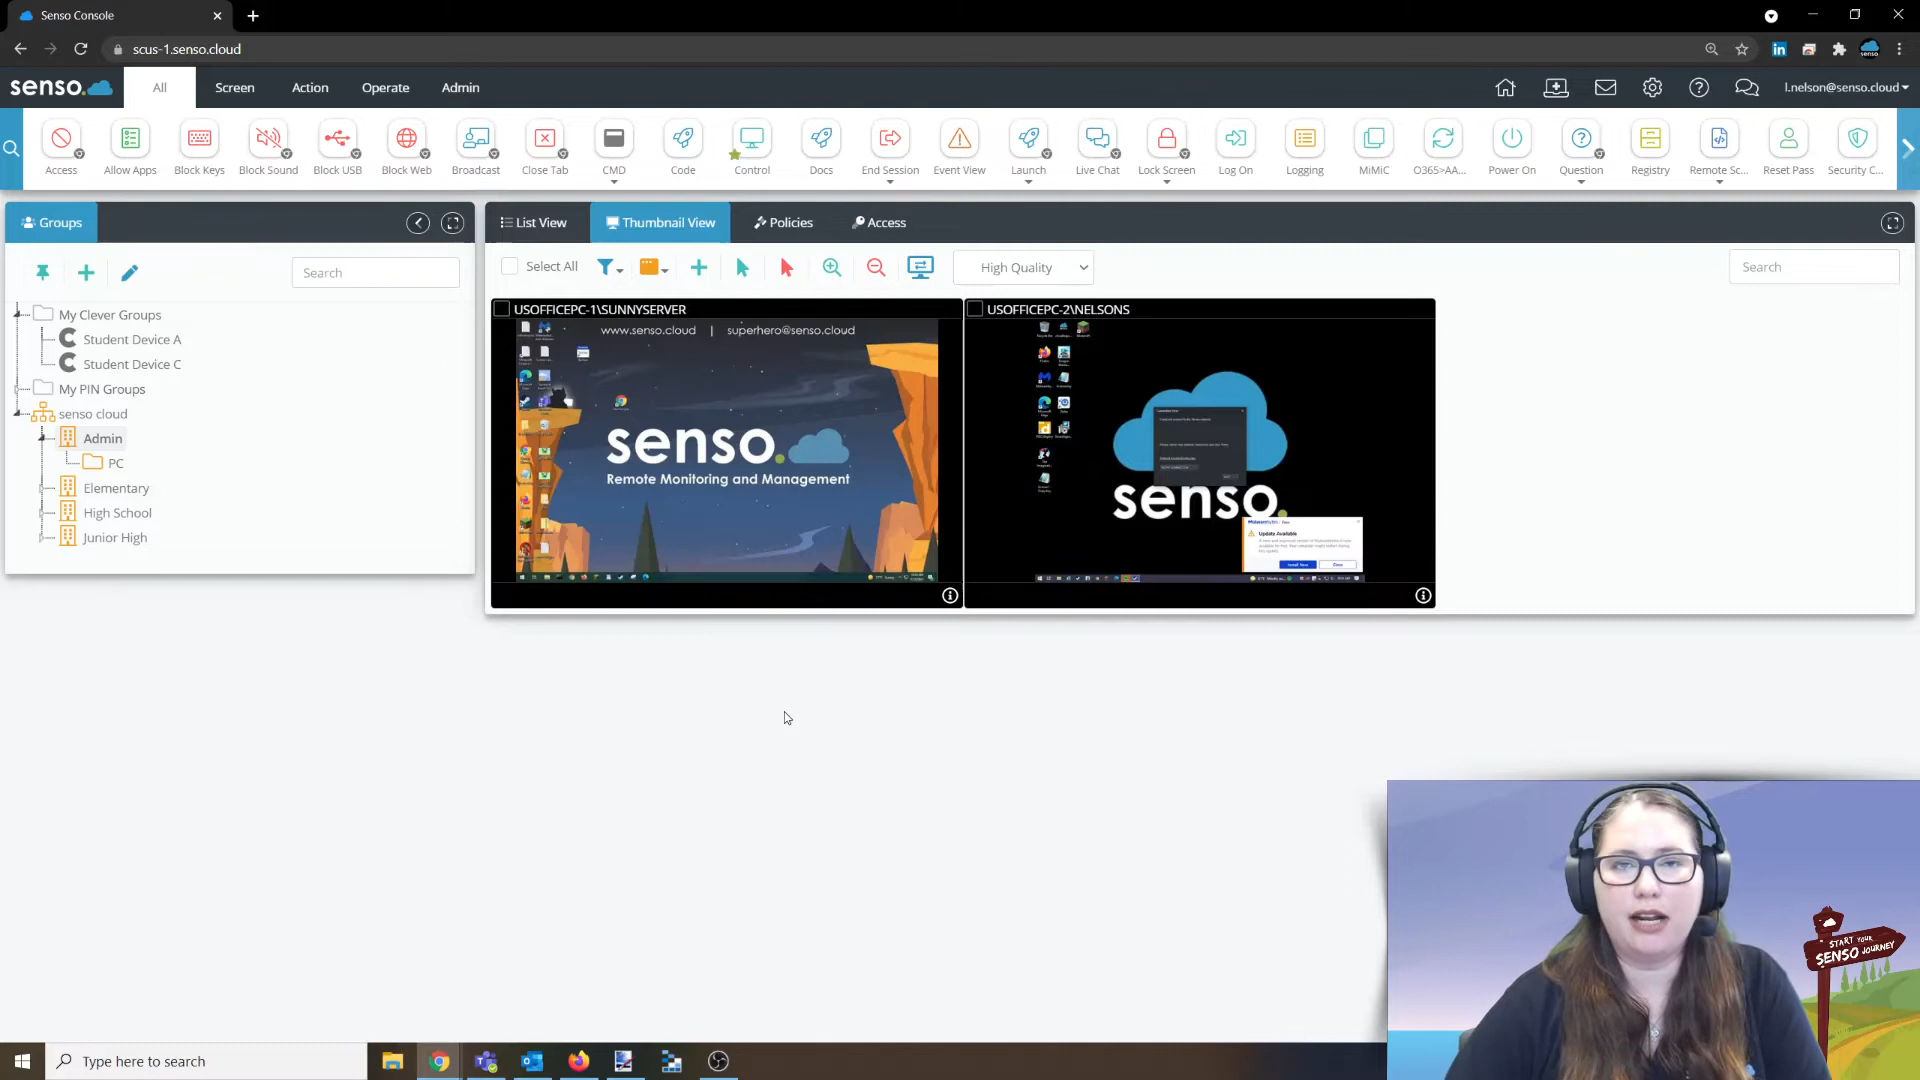 Senso Console
scus-1.senso.cloud
senso.
All
Screen
Action
Operate
Admin
l.nelson@senso.cloud
Access
Allow Apps
Block Keys
Block Sound
Block USB
Block Web
Broadcast
Close Tab
CMD
Code
Control
Docs
End Session
Event View
Launch
Live Chat
Lock Screen
Log On
Logging
MiMiC
O365>AA...
Power On
Question
Registry
Remote Sc...
Reset Pass
Security C...
Groups
List View
Thumbnail View
Policies
Access
Search
Select All
High Quality
Search
My Clever Groups
Student Device A
Student Device C
My PIN Groups
senso cloud
Admin
PC
Elementary
High School
Junior High
USOFFICEPC-1\SUNNYSERVER
www.senso.cloud | superhero@senso.cloud
senso.
Remote Monitoring and Management
USOFFICEPC-2\NELSONS
senso.
Update Available
Install Now
Close
START YOUR
SENSO JOURNEY
Type here to search